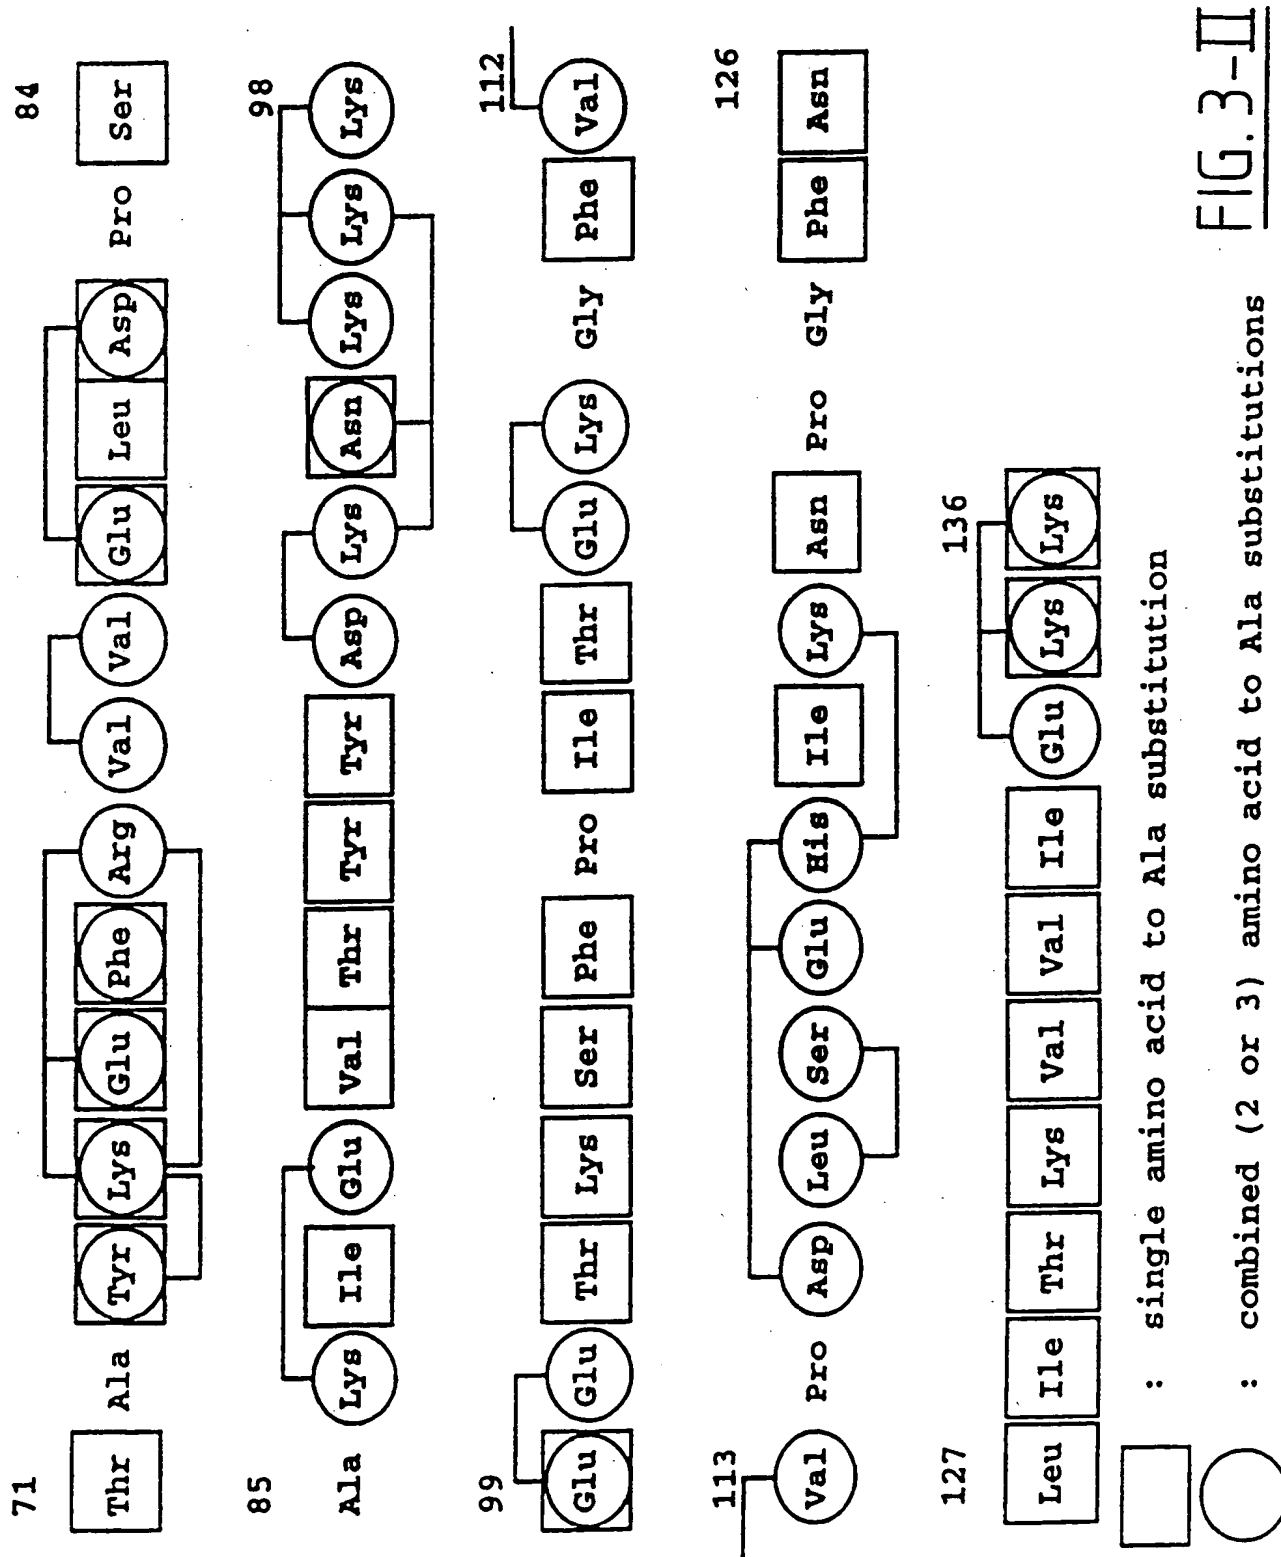 71 84
Thr Ala Tyr Lys Glu Phe Arg Val Val Glu Leu Asp Pro Ser
85 98
Ala Lys Ile Glu Val Thr Tyr Tyr Asp Lys Asn Lys Lys Lys
99 112
Glu Glu Thr Lys Ser Phe Pro Ile Thr Glu Lys Gly Phe Val
113 126
Val Pro Asp Leu Ser Glu His Ile Lys Asn Pro Gly Phe Asn
127 136
Leu Ile Thr Lys Val Val Ile Glu Lys Lys
: single amino acid to Ala substitution
: combined (2 or 3) amino acid to Ala substitutions
FIG. 3-II